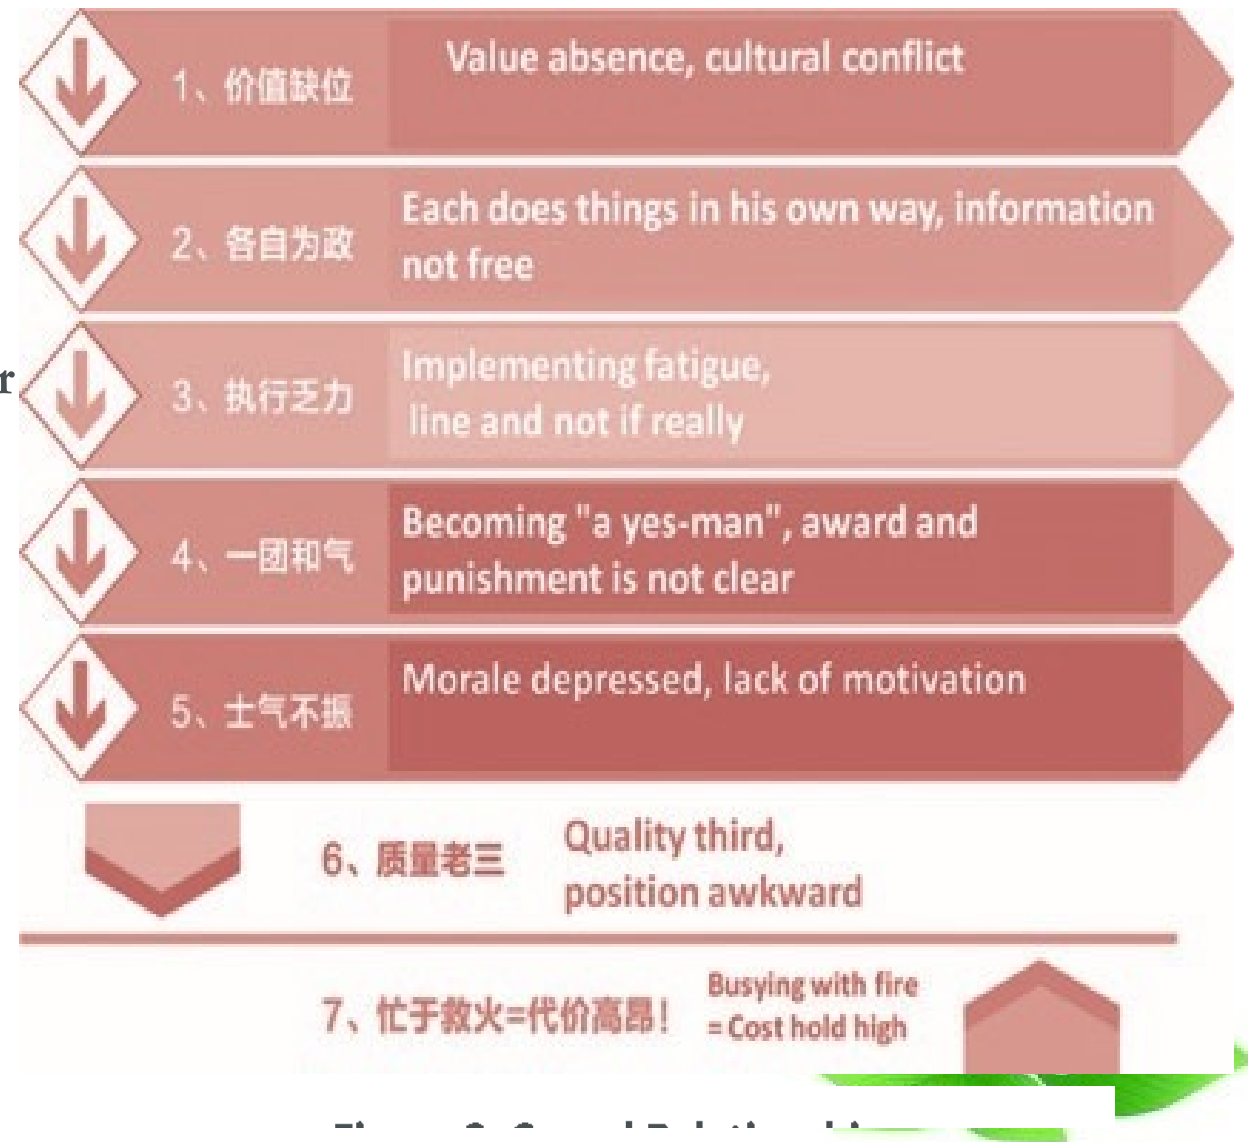 1、价值缺位
Value absence, cultural conflict
2、各自为政
Each does things in his own way, information
not free
r
3、执行乏力
Implementing fatigue,
line and not if really
4、一团和气
Becoming "a yes-man", award and
punishment is not clear
5、士气不振
Morale depressed, lack of motivation
6、质量老三
Quality third,
position awkward
7、忙于救火=代价高昂！
Busying with fire
= Cost hold high